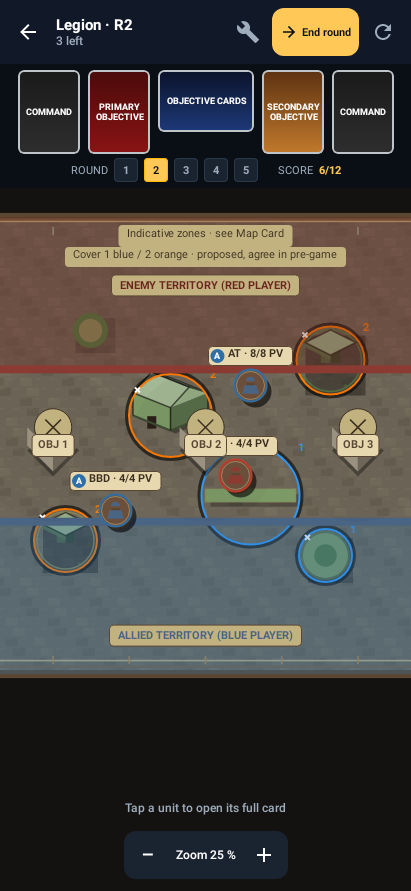 Legion · R2
3 left
End round
COMMAND
PRIMARY
OBJECTIVE
OBJECTIVE CARDS
SECONDARY
OBJECTIVE
COMMAND
ROUND 1 2 3 4 5 SCORE 6/12
Indicative zones · see Map Card
Cover 1 blue / 2 orange · proposed, agree in pre-game
ENEMY TERRITORY (RED PLAYER)
2
A AT · 8/8 PV
2
OBJ 1
OBJ 2
· 4/4 PV
1
OBJ 3
A BBD · 4/4 PV
2
1
ALLIED TERRITORY (BLUE PLAYER)
Tap a unit to open its full card
− Zoom 25 % +